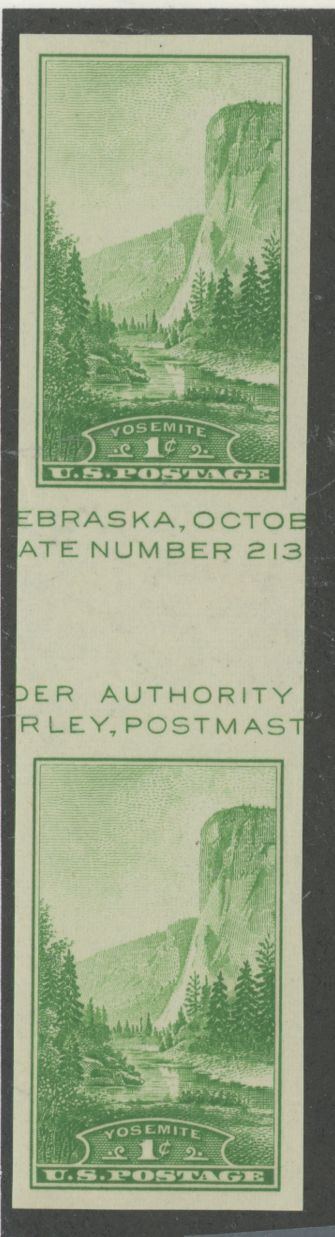 YOSEMITE
1¢
U.S.POSTAGE
EBRASKA, OCTOB
ATE NUMBER 213
DER AUTHORITY
RLEY, POSTMAST
YOSEMITE
1¢
U.S.POSTAGE